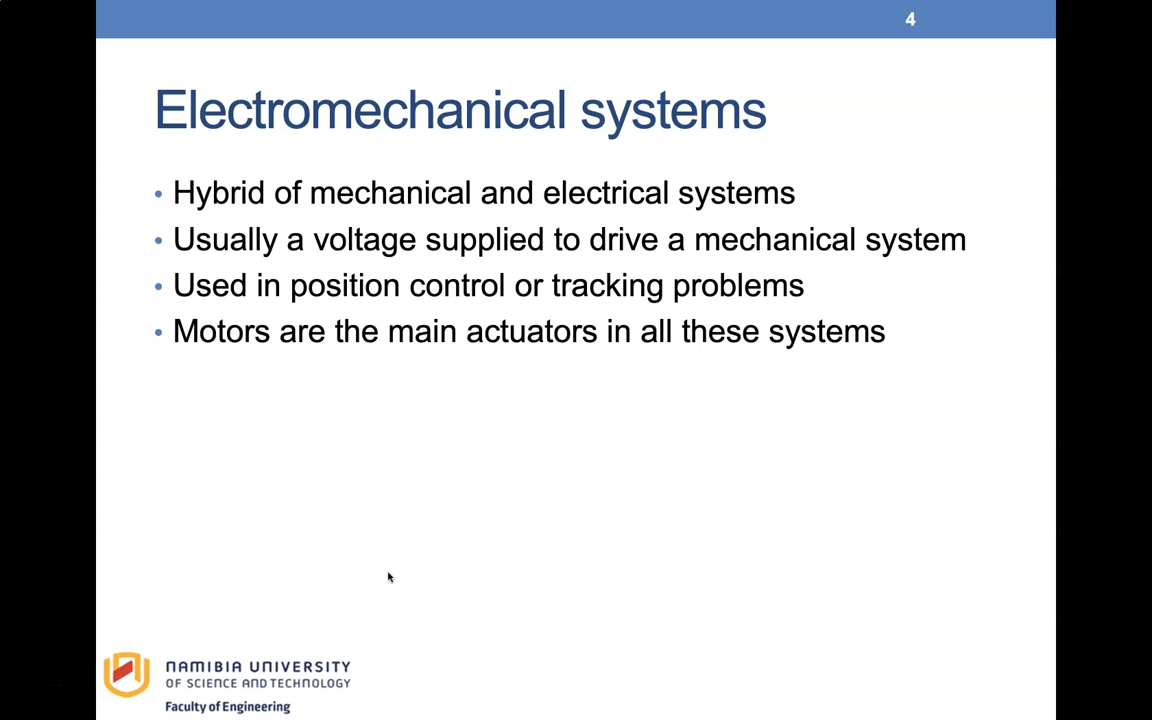 4
Electromechanical systems
• Hybrid of mechanical and electrical systems
• Usually a voltage supplied to drive a mechanical system
• Used in position control or tracking problems
• Motors are the main actuators in all these systems
NAMIBIA UNIVERSITY
OF SCIENCE AND TECHNOLOGY
Faculty of Engineering